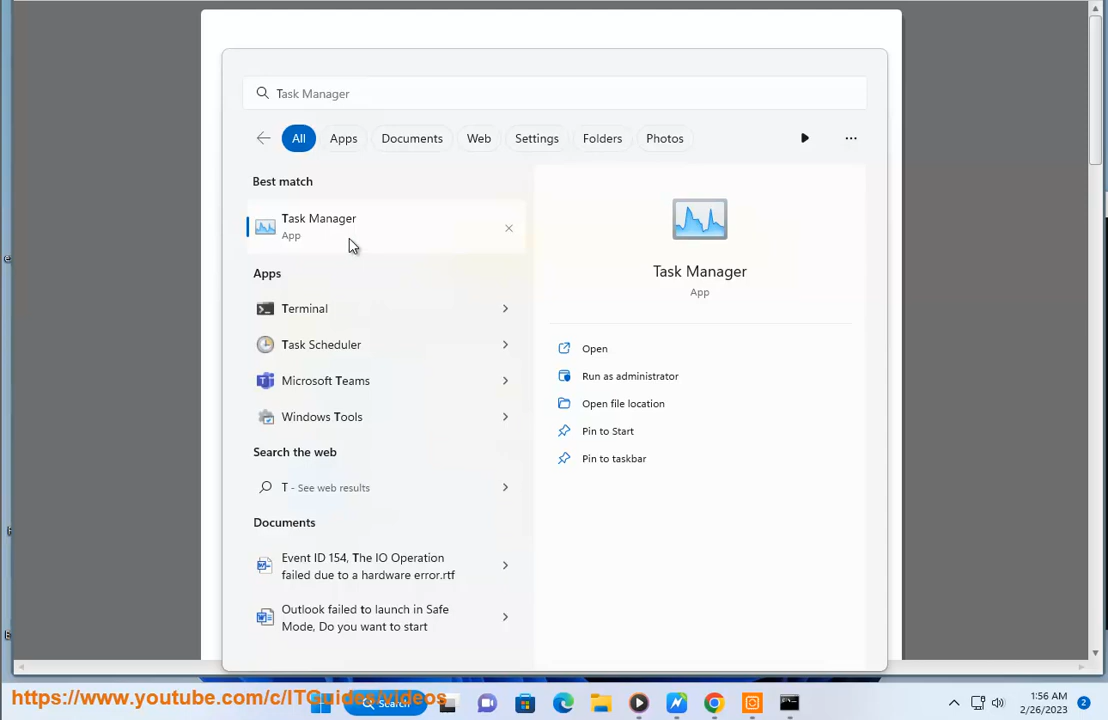 Task Manager
All Apps Documents Web Settings Folders Photos
Best match
Task Manager
App
Apps
Terminal
Task Scheduler
Microsoft Teams
Windows Tools
Search the web
T - See web results
Documents
Event ID 154, The IO Operation
failed due to a hardware error.rtf
Outlook failed to launch in Safe
Mode, Do you want to start
Task Manager
App
Open
Run as administrator
Open file location
Pin to Start
Pin to taskbar
https://www.youtube.com/c/ITGuides/videos
Search
1:56 AM
2/26/2023
2